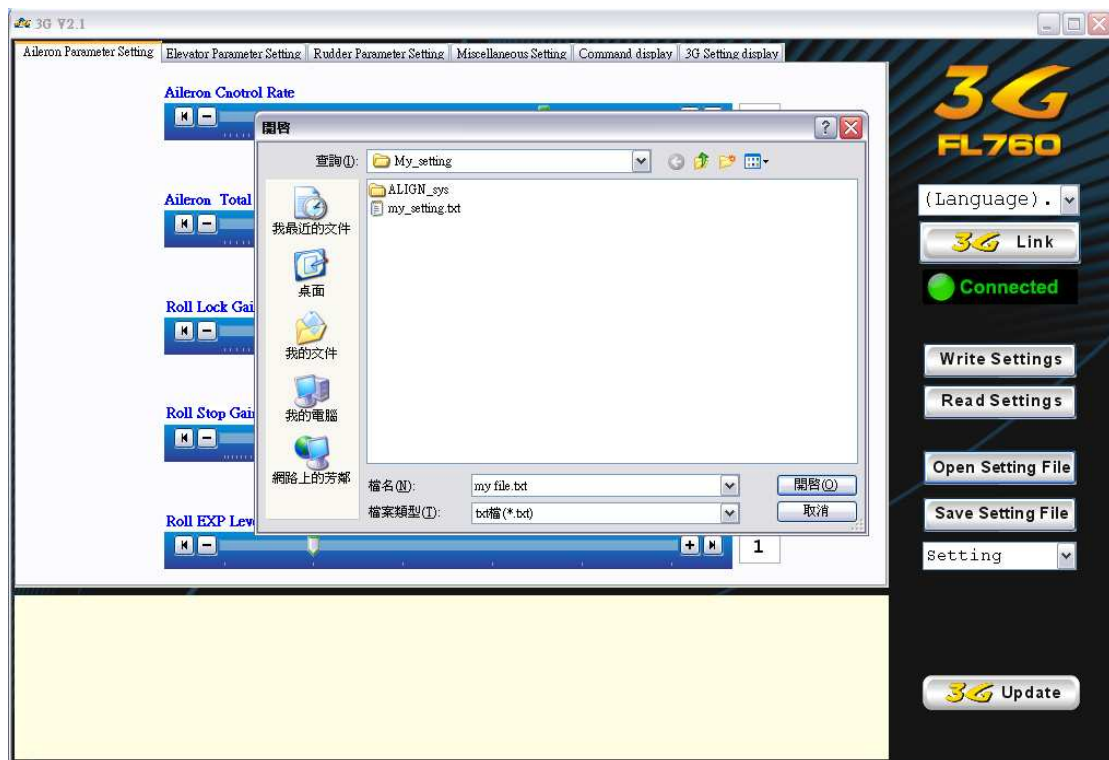 3G V2.1
Aileron Parameter Setting
Elevator Parameter Setting
Rudder Parameter Setting
Miscellaneous Setting
Command display
3G Setting display
Aileron Cnotrol Rate
Aileron Total
Roll Lock Gai
Roll Stop Gain
Roll EXP Leve
1
開啓
查詢(I):
My_setting
ALIGN_sys
my_setting.txt
我最近的文件
桌面
我的文件
我的電腦
網路上的芳鄰
檔名(N):
my file.txt
開啓(O)
檔案類型(T):
txt檔(*.txt)
取消
3G
FL760
(Language).
3G Link
Connected
Write Settings
Read Settings
Open Setting File
Save Setting File
Setting
3G Update